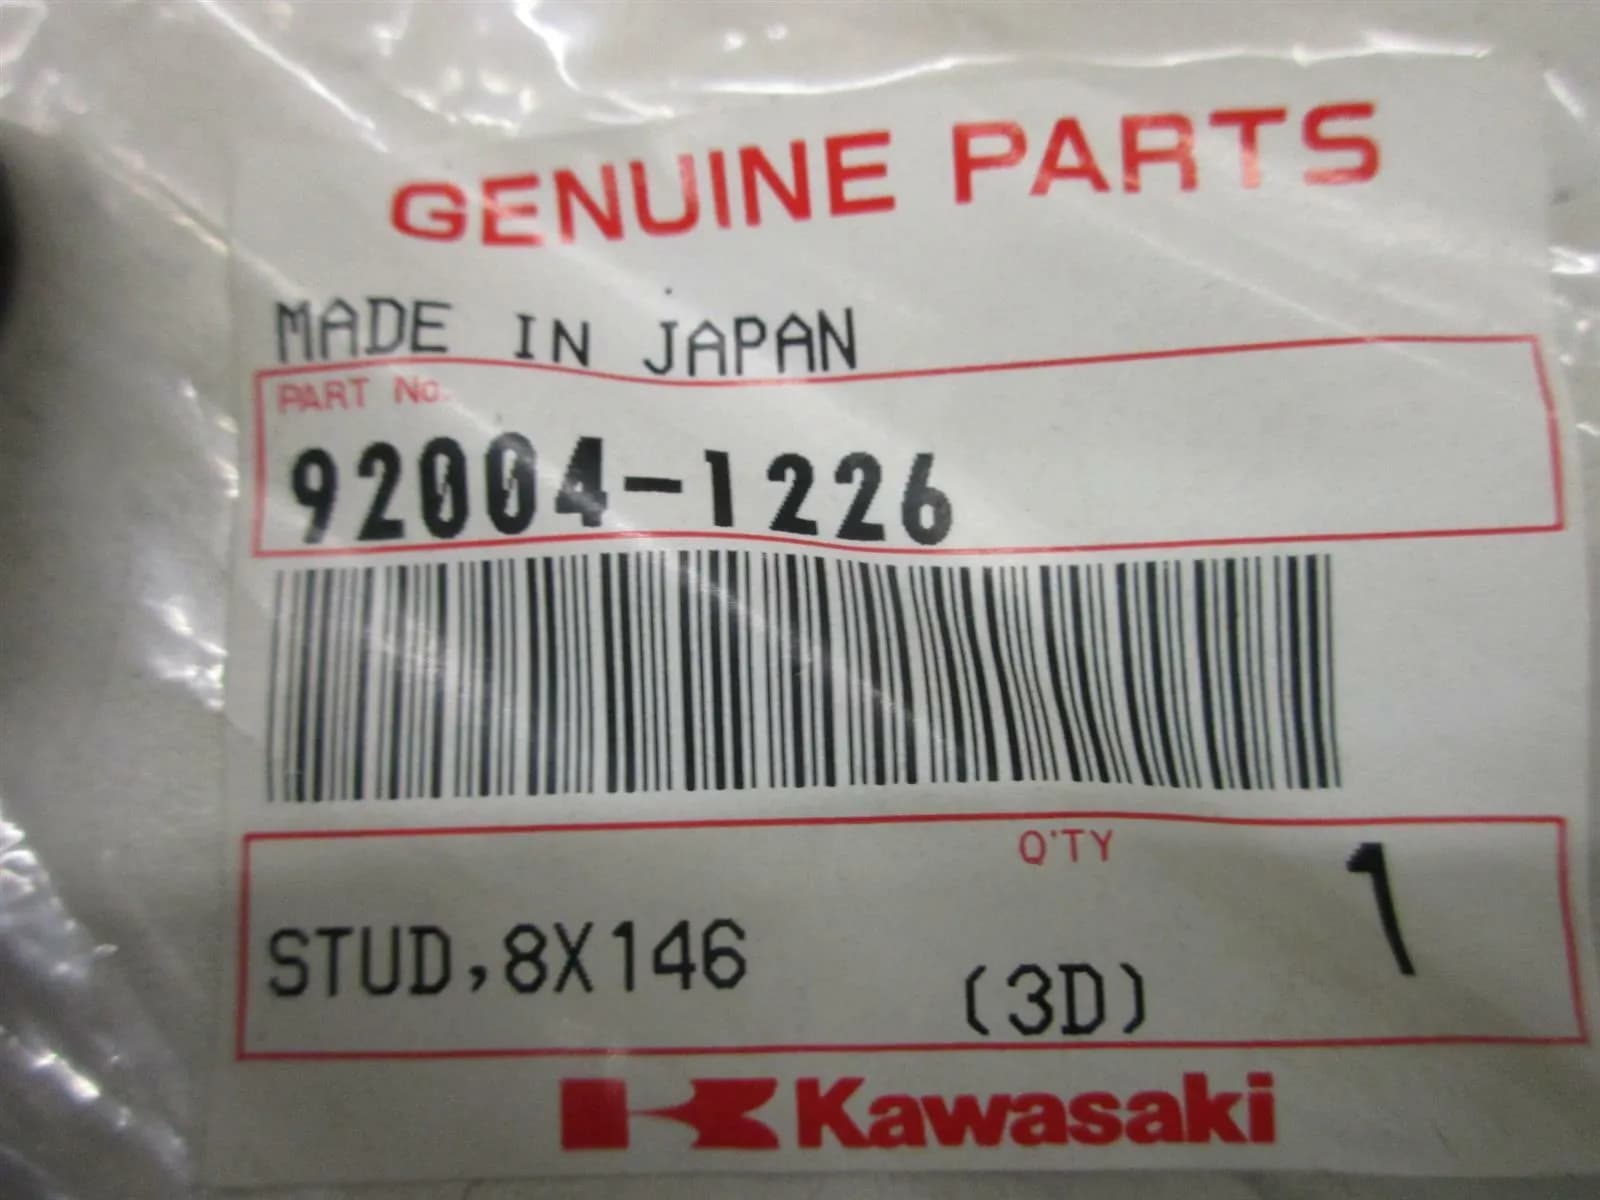 GENUINE PARTS
MADE IN JAPAN
PART No.
92004-1226
Q'TY
1
STUD,8X146
(3D)
Kawasaki